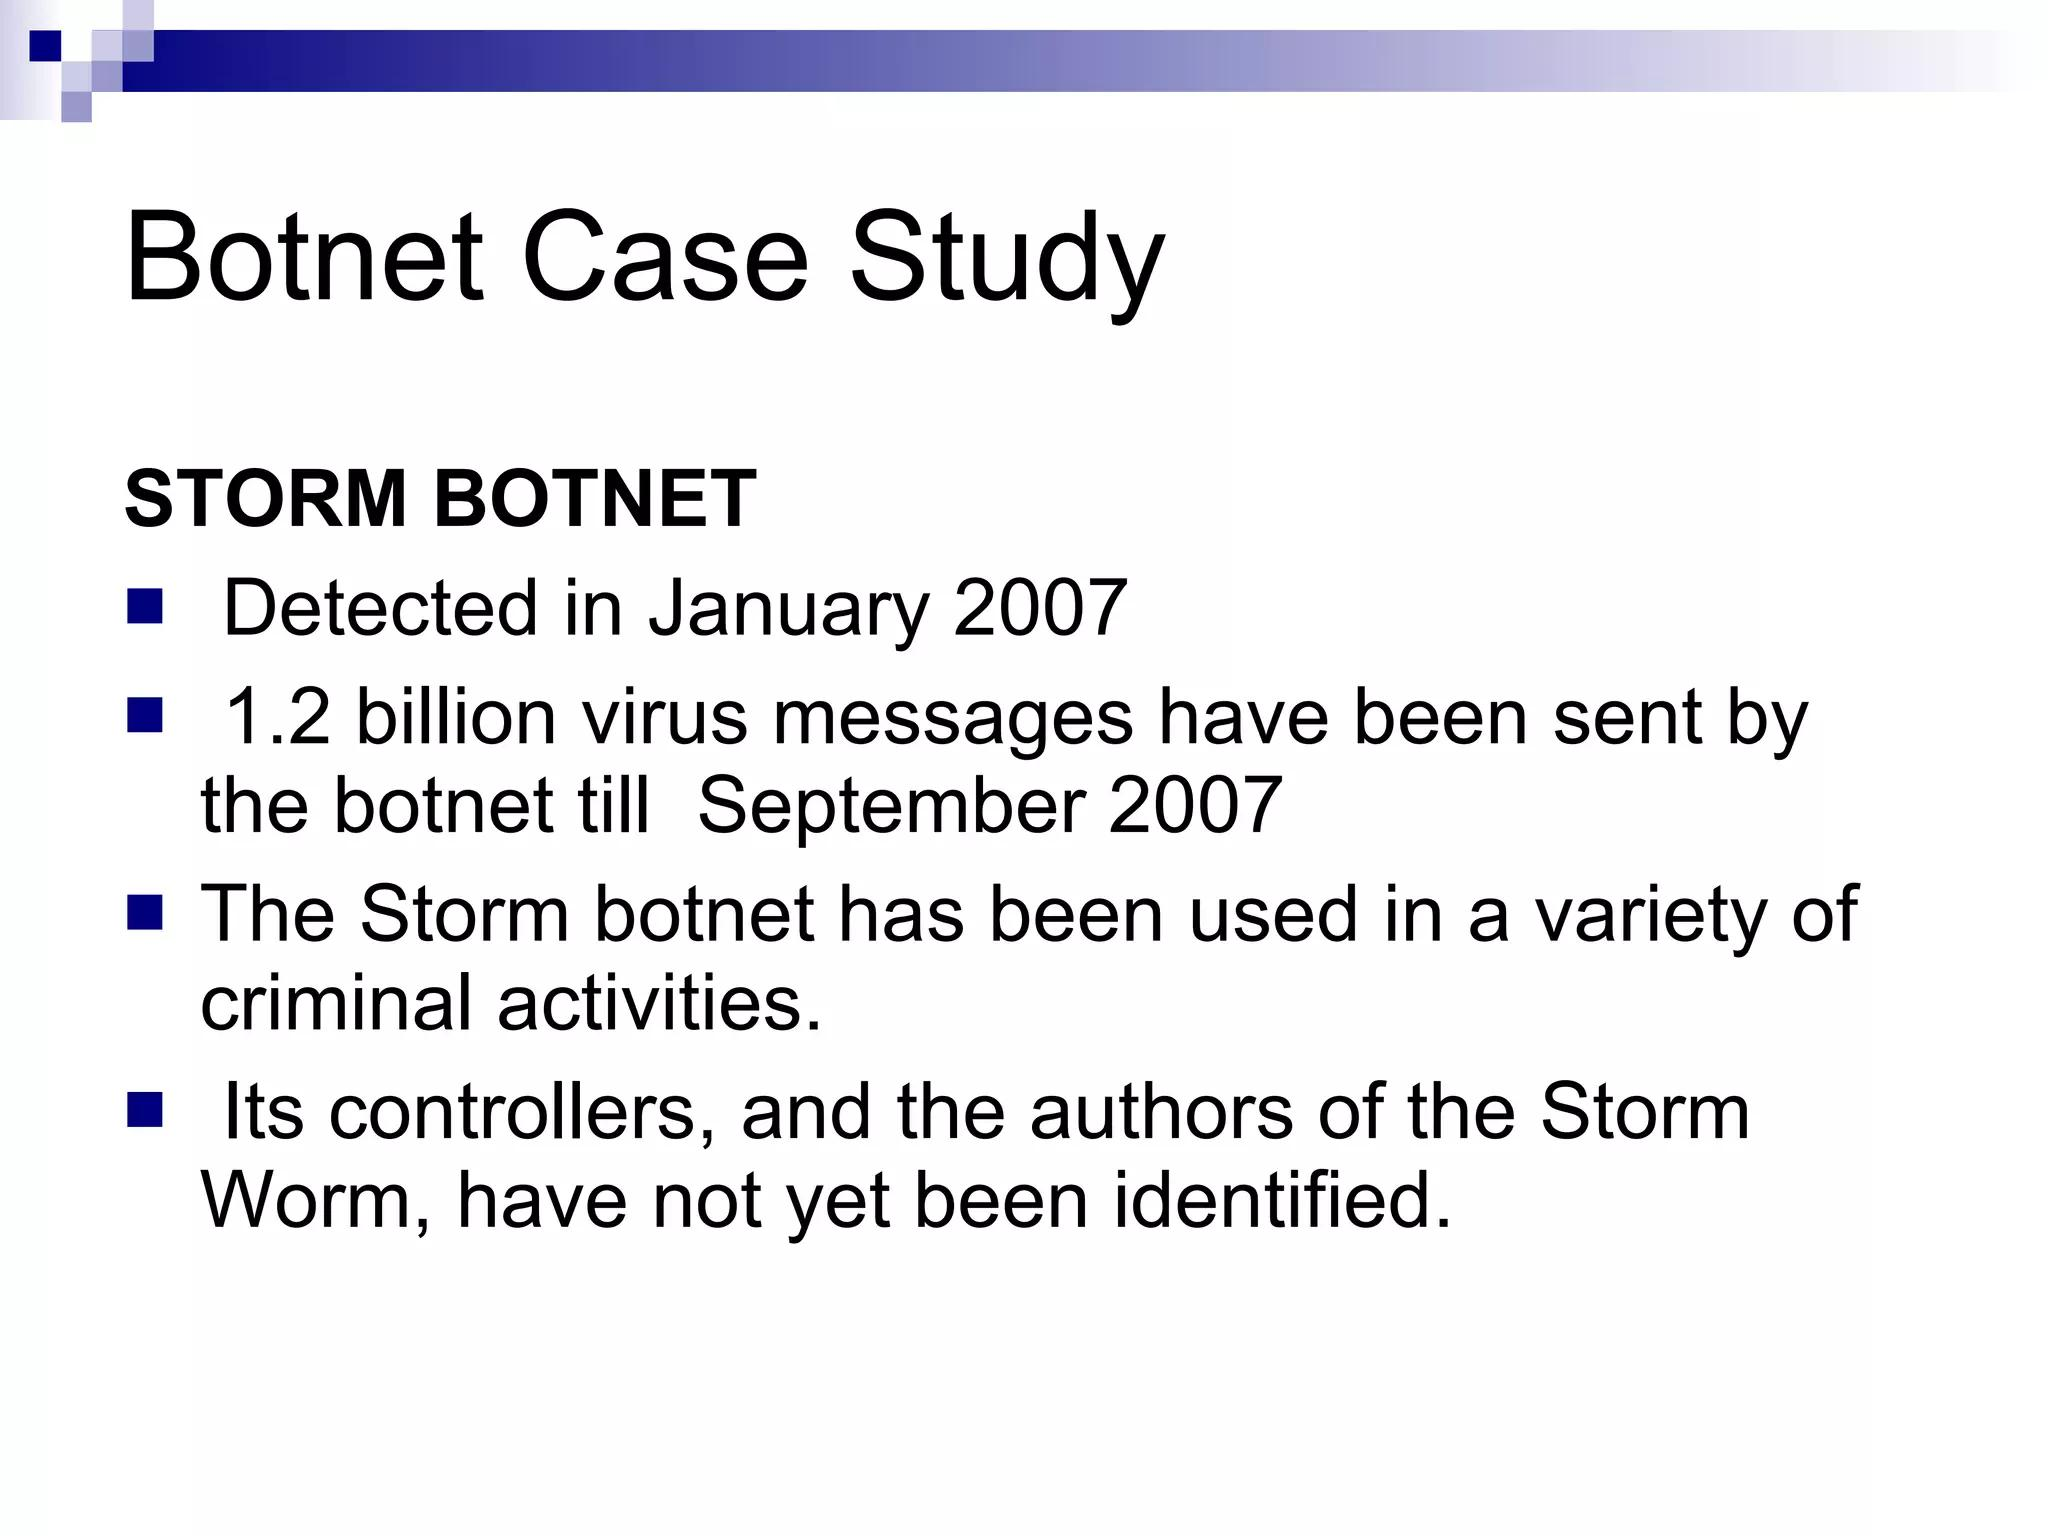 Botnet Case Study
STORM BOTNET
Detected in January 2007
1.2 billion virus messages have been sent by
the botnet till  September 2007
The Storm botnet has been used in a variety of
criminal activities.
Its controllers, and the authors of the Storm
Worm, have not yet been identified.